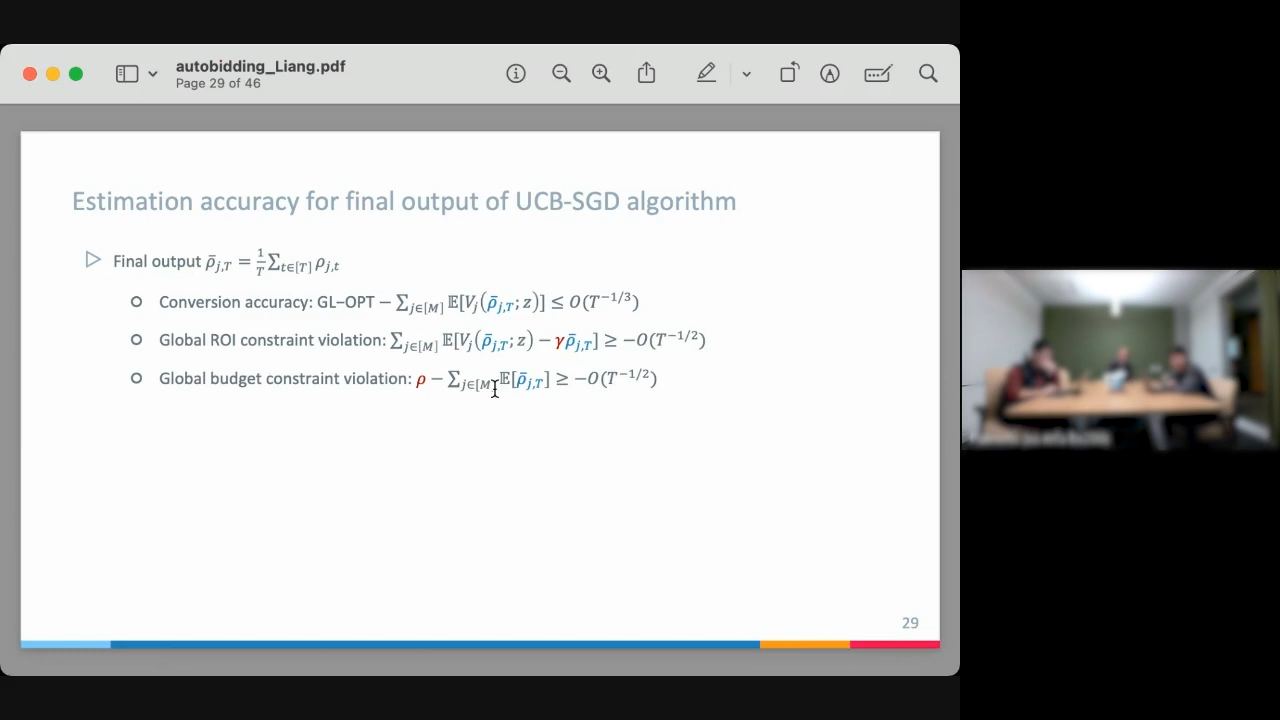 autobidding_Liang.pdf
Page 29 of 46
Estimation accuracy for final output of UCB-SGD algorithm
Final output ρ̄_{j,T} = 1/T ∑_{t∈[T]} ρ_{j,t}
Conversion accuracy: GL−OPT − ∑_{j∈[M]} 𝔼[V_j(ρ̄_{j,T}; z)] ≤ O(T^{−1/3})
Global ROI constraint violation: ∑_{j∈[M]} 𝔼[V_j(ρ̄_{j,T}; z) − γρ̄_{j,T}] ≥ −O(T^{−1/2})
Global budget constraint violation: ρ − ∑_{j∈[M]} 𝔼[ρ̄_{j,T}] ≥ −O(T^{−1/2})
29